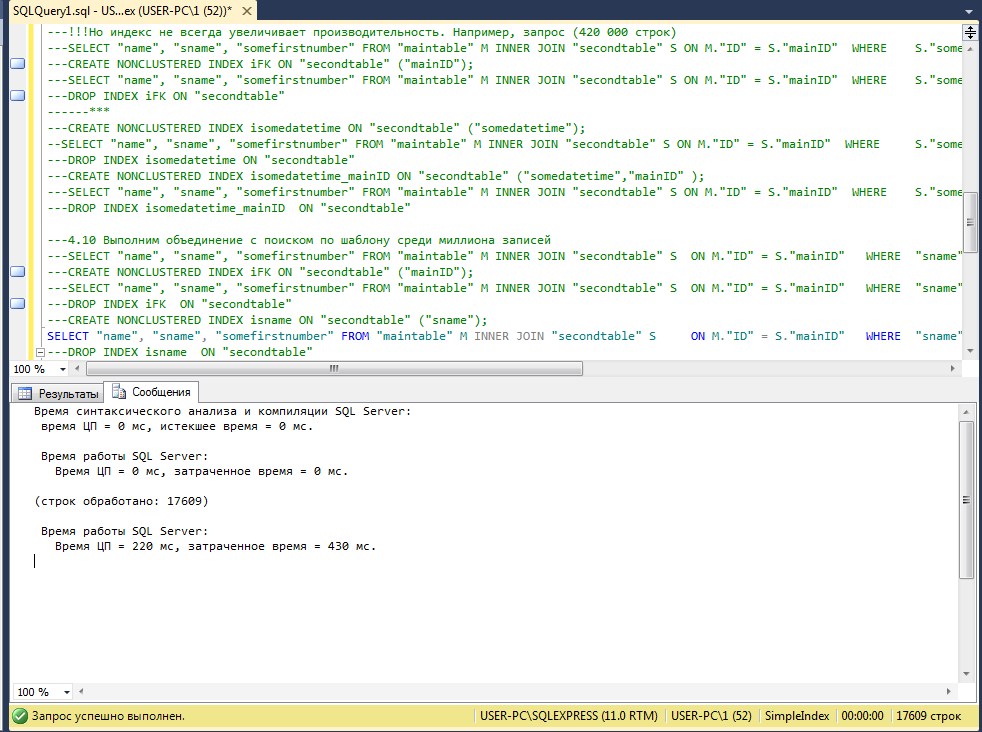 SQLQuery1.sql - US...ex (USER-PC\1 (52))*
---!!!Но индекс не всегда увеличивает производительность. Например, запрос (420 000 строк)
---SELECT "name", "sname", "somefirstnumber" FROM "maintable" M INNER JOIN "secondtable" S ON M."ID" = S."mainID" WHERE S."some
---CREATE NONCLUSTERED INDEX iFK ON "secondtable" ("mainID");
---SELECT "name", "sname", "somefirstnumber" FROM "maintable" M INNER JOIN "secondtable" S ON M."ID" = S."mainID" WHERE S."some
---DROP INDEX iFK ON "secondtable"
------***
---CREATE NONCLUSTERED INDEX isomedatetime ON "secondtable" ("somedatetime");
--SELECT "name", "sname", "somefirstnumber" FROM "maintable" M INNER JOIN "secondtable" S ON M."ID" = S."mainID" WHERE S."some
---DROP INDEX isomedatetime ON "secondtable"
---CREATE NONCLUSTERED INDEX isomedatetime_mainID ON "secondtable" ("somedatetime","mainID" );
---SELECT "name", "sname", "somefirstnumber" FROM "maintable" M INNER JOIN "secondtable" S ON M."ID" = S."mainID" WHERE S."some
---DROP INDEX isomedatetime_mainID ON "secondtable"
---4.10 Выполним объединение с поиском по шаблону среди миллиона записей
---SELECT "name", "sname", "somefirstnumber" FROM "maintable" M INNER JOIN "secondtable" S ON M."ID" = S."mainID" WHERE "sname"
---CREATE NONCLUSTERED INDEX iFK ON "secondtable" ("mainID");
---SELECT "name", "sname", "somefirstnumber" FROM "maintable" M INNER JOIN "secondtable" S ON M."ID" = S."mainID" WHERE "sname"
---DROP INDEX iFK ON "secondtable"
---CREATE NONCLUSTERED INDEX isname ON "secondtable" ("sname");
SELECT "name", "sname", "somefirstnumber" FROM "maintable" M INNER JOIN "secondtable" S ON M."ID" = S."mainID" WHERE "sname"
---DROP INDEX isname ON "secondtable"
100 %
Результаты Сообщения
Время синтаксического анализа и компиляции SQL Server:
время ЦП = 0 мс, истекшее время = 0 мс.
Время работы SQL Server:
Время ЦП = 0 мс, затраченное время = 0 мс.
(строк обработано: 17609)
Время работы SQL Server:
Время ЦП = 220 мс, затраченное время = 430 мс.
100 %
Запрос успешно выполнен. USER-PC\SQLEXPRESS (11.0 RTM) USER-PC\1 (52) SimpleIndex 00:00:00 17609 строк